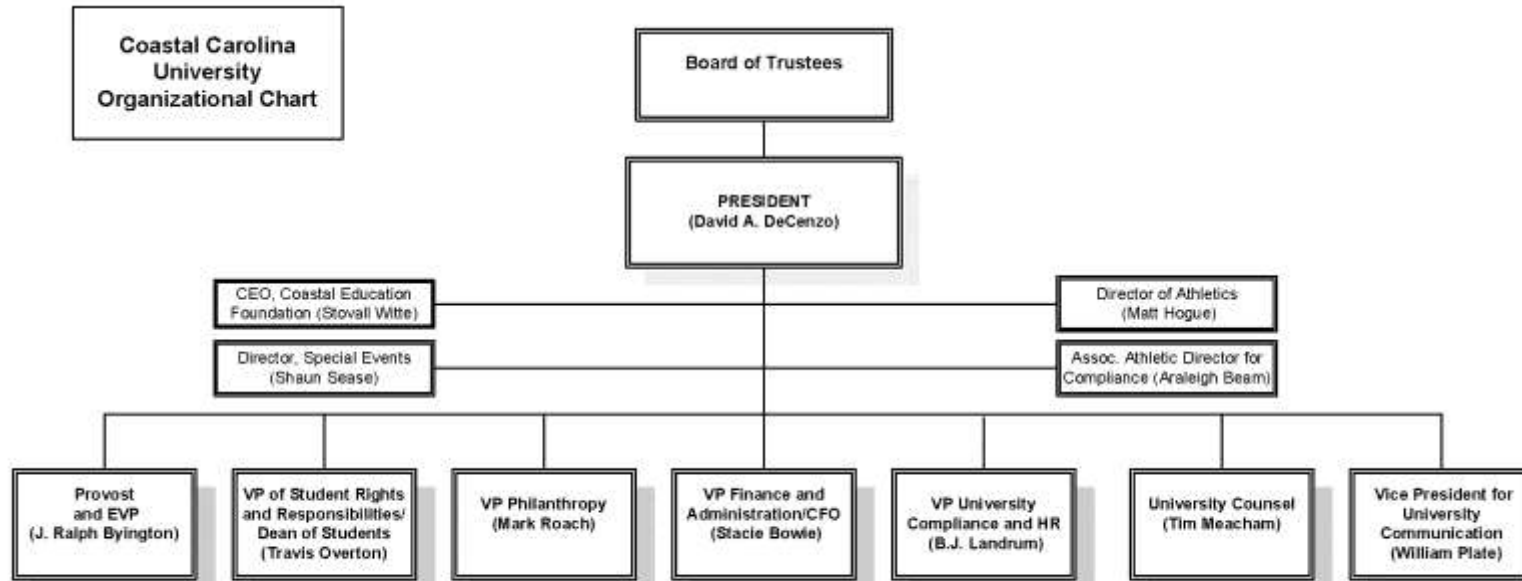 Coastal Carolina
University
Organizational Chart
Board of Trustees
PRESIDENT
(David A. DeCenzo)
CEO, Coastal Education
Foundation (Stovall Witte)
Director of Athletics
(Matt Hogue)
Director, Special Events
(Shaun Sease)
Assoc. Athletic Director for
Compliance (Araleigh Beam)
Provost
and EVP
(J. Ralph Byington)
VP of Student Rights
and Responsibilities/
Dean of Students
(Travis Overton)
VP Philanthropy
(Mark Roach)
VP Finance and
Administration/CFO
(Stacie Bowie)
VP University
Compliance and HR
(B.J. Landrum)
University Counsel
(Tim Meacham)
Vice President for
University
Communication
(William Plate)